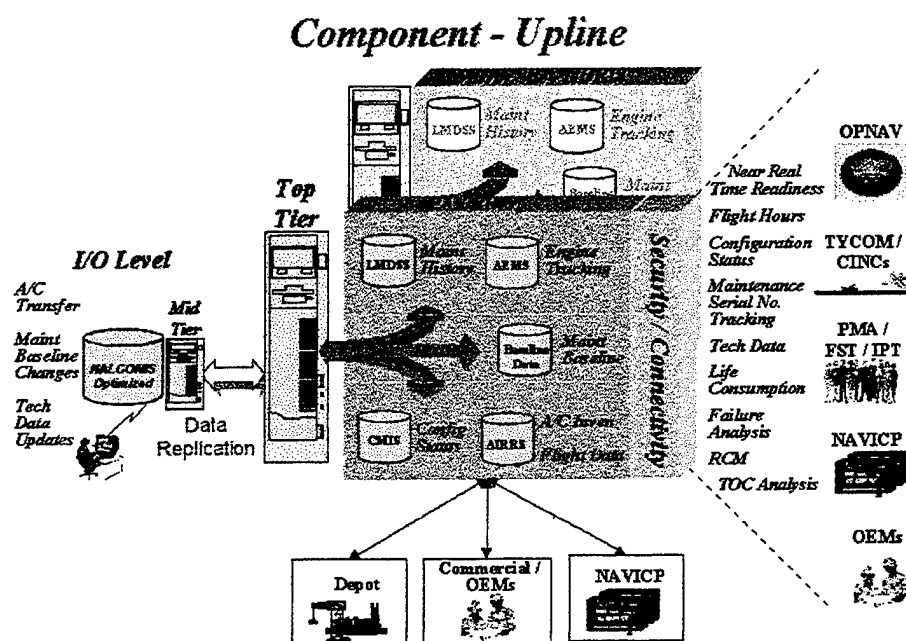 Component - Upline
LMDSS
Maint
History
AEMS
Engine
Tracking
Baseline
Maint
Top
Tier
LMDSS
Maint
History
AEMS
Engine
Tracking
Baseline
Data
Maint
Baseline
CMIS
Config
Status
AIRRS
A/C Inven
Flight Data
Security / Connectivity
I/O Level
A/C
Transfer
Maint
Baseline
Changes
Tech
Data
Updates
NALCOMIS
Optimized
Mid
Tier
Data
Replication
Near Real
Time Readiness
Flight Hours
Configuration
Status
Maintenance
Serial No.
Tracking
Tech Data
Life
Consumption
Failure
Analysis
RCM
TOC Analysis
OPNAV
TYCOM /
CINCs
PMA /
FST / IPT
NAVICP
OEMs
Depot
Commercial /
OEMs
NAVICP